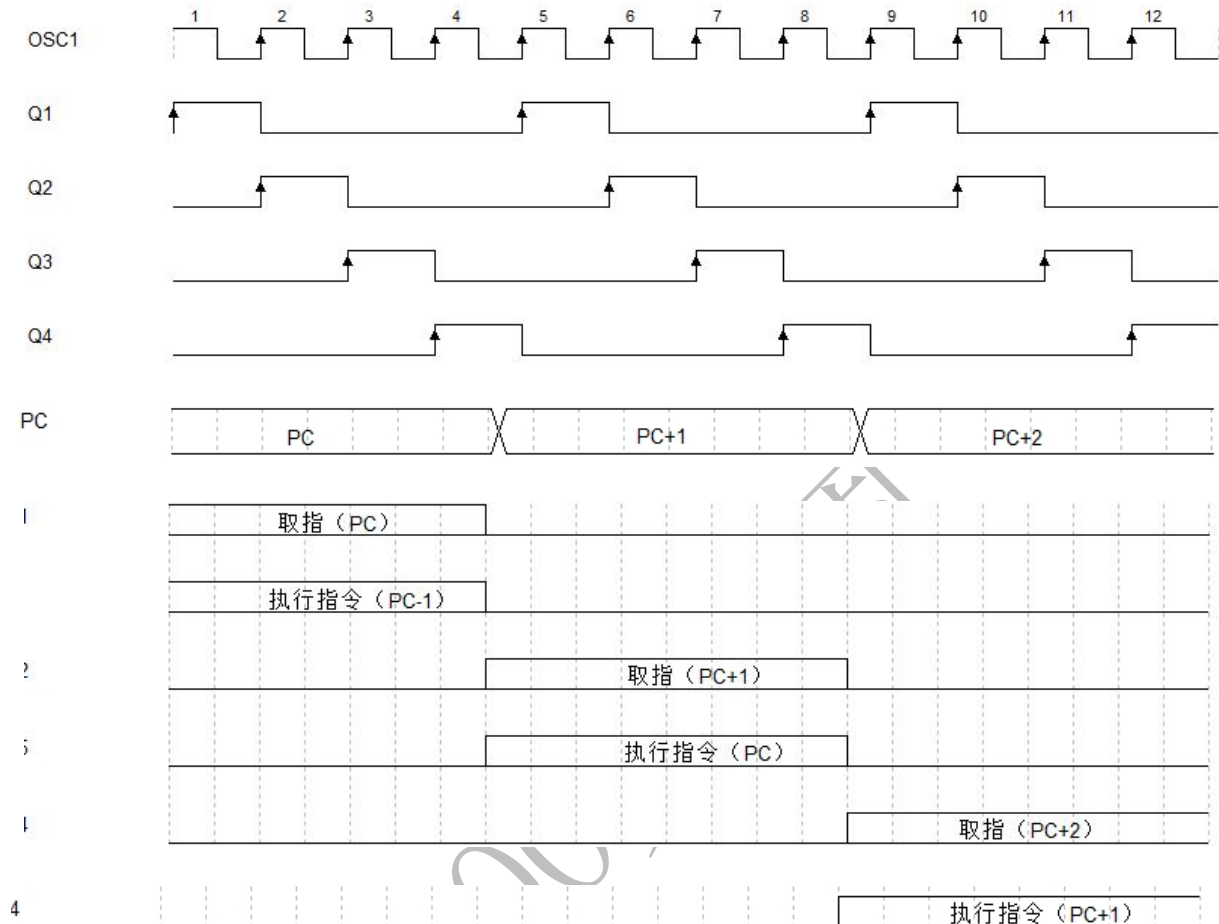 1 2 3 4 5 6 7 8 9 10 11 12
OSC1
Q1
Q2
Q3
Q4
PC
PC PC+1 PC+2
取指（PC）
执行指令（PC-1）
取指（PC+1）
执行指令（PC）
取指（PC+2）
4 执行指令（PC+1）